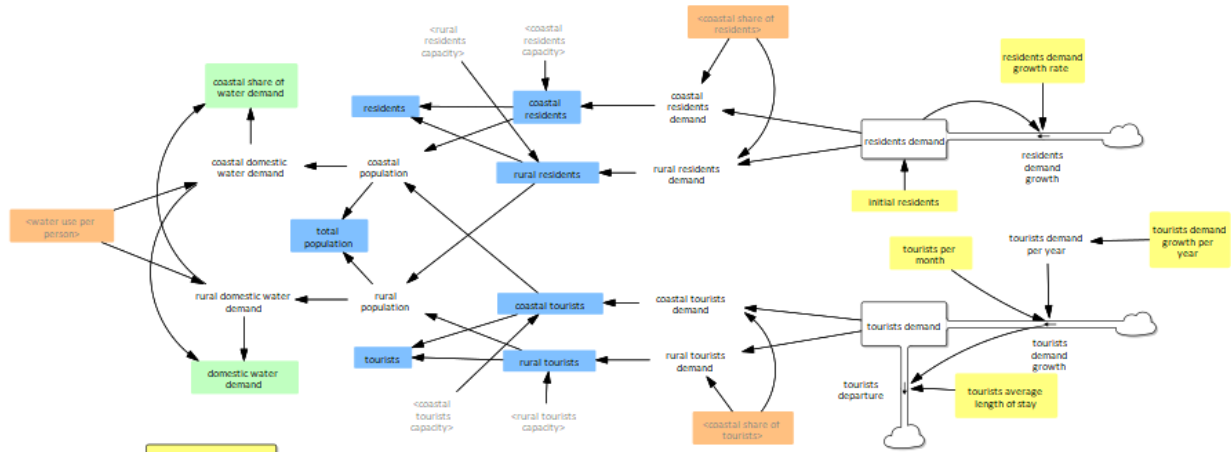 <coastal share of
residents>
<rural
residents
capacity>
<coastal
residents
capacity>
residents demand
growth rate
coastal share of
water demand
residents
coastal
residents
coastal
residents
demand
residents demand
residents
demand
growth
coastal domestic
water demand
coastal
population
rural residents
rural residents
demand
initial residents
<water use per
person>
total
population
tourists per
month
tourists demand
per year
tourists demand
growth per
year
rural domestic water
demand
rural
population
coastal tourists
coastal tourists
demand
tourists demand
tourists
demand
growth
tourists
rural tourists
rural tourists
demand
domestic water
demand
tourists
departure
tourists average
length of stay
<coastal
tourists
capacity>
<rural tourists
capacity>
<coastal share of
tourists>